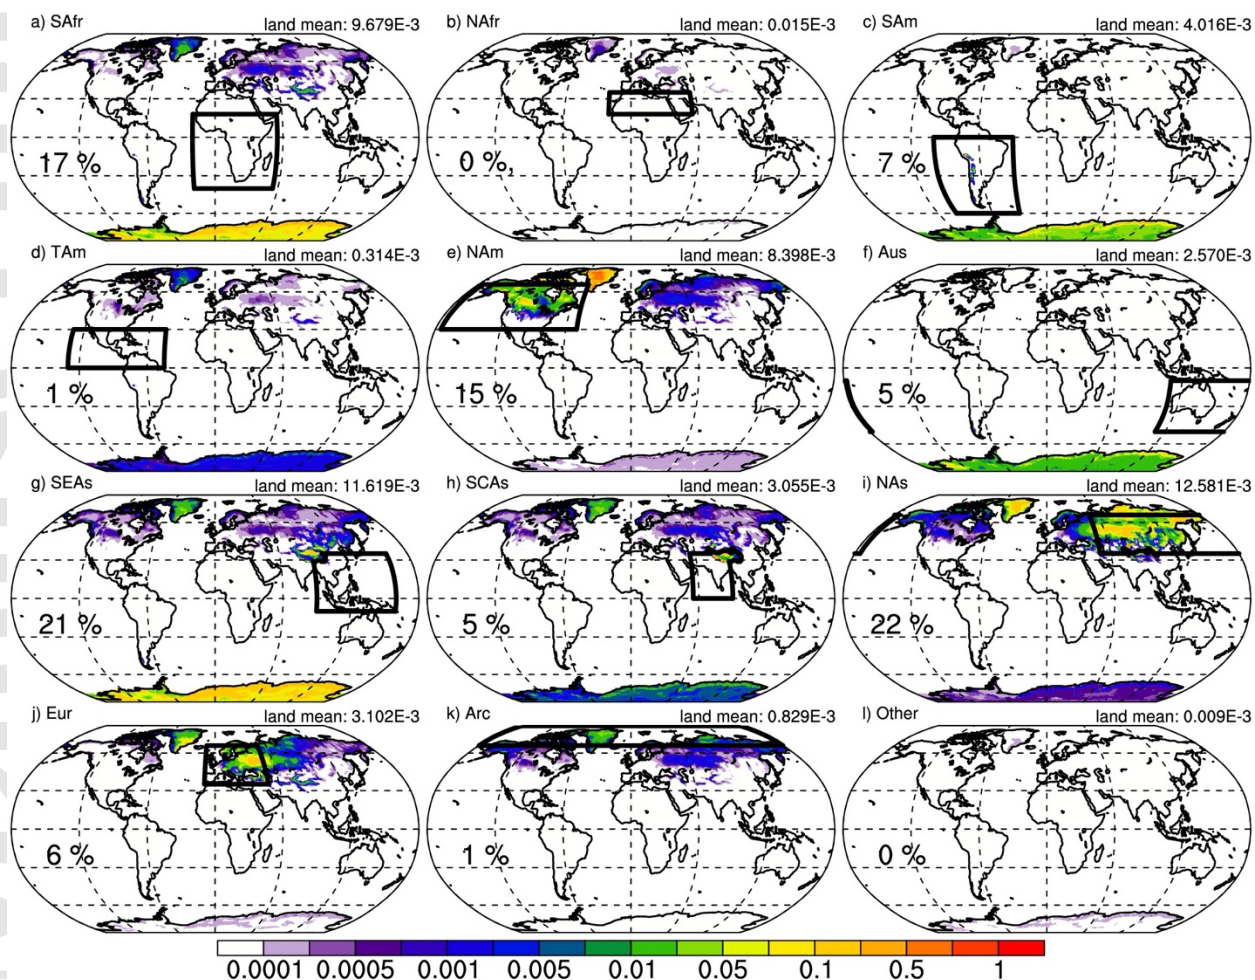 a) SAfr land mean: 9.679E-3 b) NAfr land mean: 0.015E-3 c) SAm land mean: 4.016E-3
17 % 0 %, 7 %
d) TAm land mean: 0.314E-3 e) NAm land mean: 8.398E-3 f) Aus land mean: 2.570E-3
1 % 15 % 5 %
g) SEAs land mean: 11.619E-3 h) SCAs land mean: 3.055E-3 i) NAs land mean: 12.581E-3
21 % 5 % 22 %
j) Eur land mean: 3.102E-3 k) Arc land mean: 0.829E-3 l) Other land mean: 0.009E-3
6 % 1 % 0 %
0.0001 0.0005 0.001 0.005 0.01 0.05 0.1 0.5 1